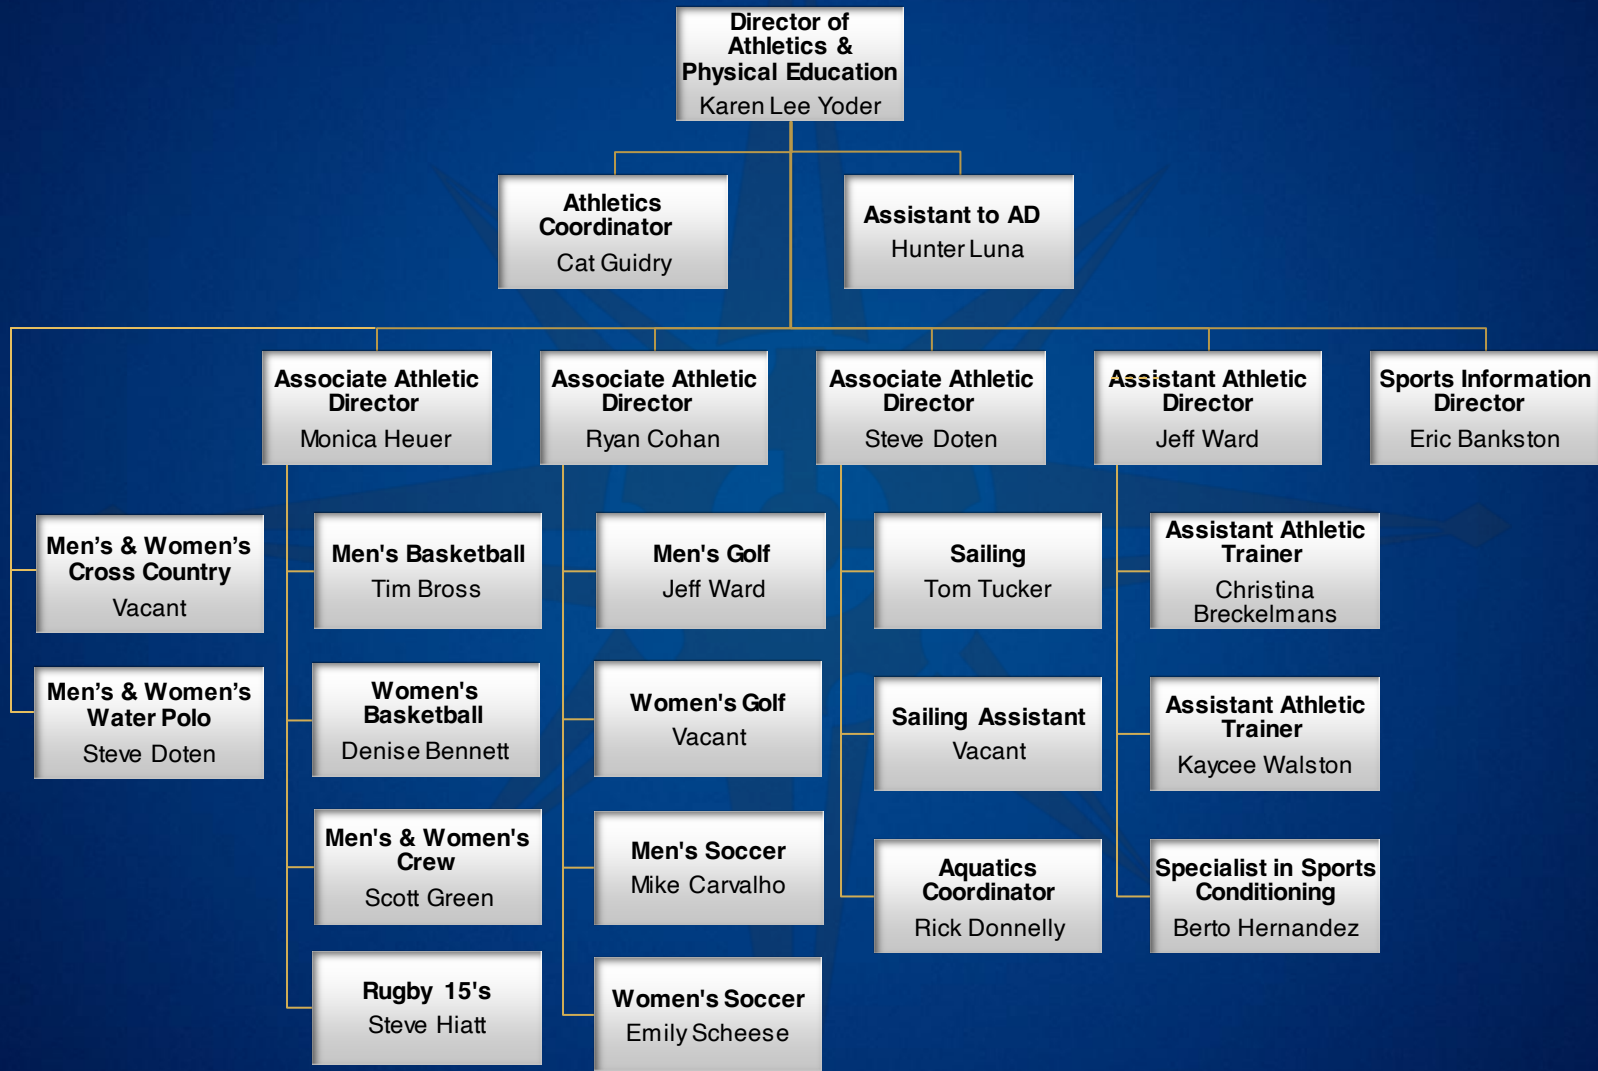 Director of
Athletics &
Physical Education
Karen Lee Yoder
Athletics
Coordinator
Cat Guidry
Assistant to AD
Hunter Luna
Associate Athletic
Director
Monica Heuer
Associate Athletic
Director
Ryan Cohan
Associate Athletic
Director
Steve Doten
Assistant Athletic
Director
Jeff Ward
Sports Information
Director
Eric Bankston
Men’s & Women’s
Cross Country
Vacant
Men's Basketball
Tim Bross
Men's Golf
Jeff Ward
Sailing
Tom Tucker
Assistant Athletic
Trainer
Christina
Breckelmans
Men’s & Women’s
Water Polo
Steve Doten
Women's
Basketball
Denise Bennett
Women's Golf
Vacant
Sailing Assistant
Vacant
Assistant Athletic
Trainer
Kaycee Walston
Men's & Women's
Crew
Scott Green
Men's Soccer
Mike Carvalho
Aquatics
Coordinator
Rick Donnelly
Specialist in Sports
Conditioning
Berto Hernandez
Rugby 15's
Steve Hiatt
Women's Soccer
Emily Scheese